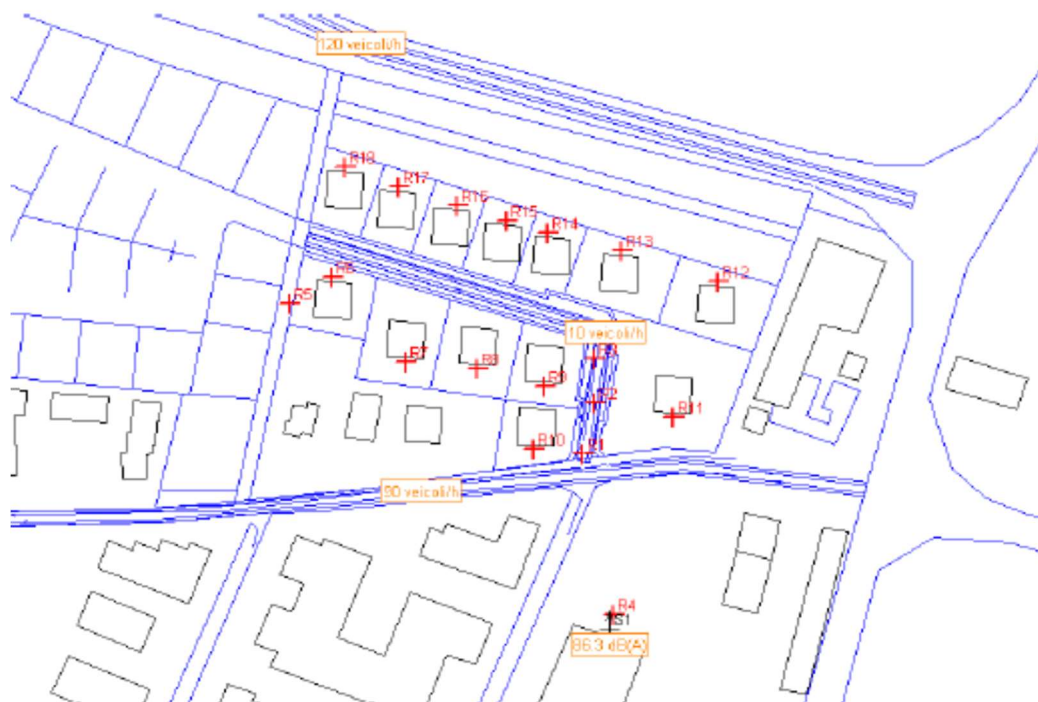 120 veicoli/h
R18
R17
R16
R15
R14
R13
R12
R6
R5
10 veicoli/h
R3
R7
R8
R9
R2
R11
R10
R1
90 veicoli/h
R4
S1
86.3 dB(A)